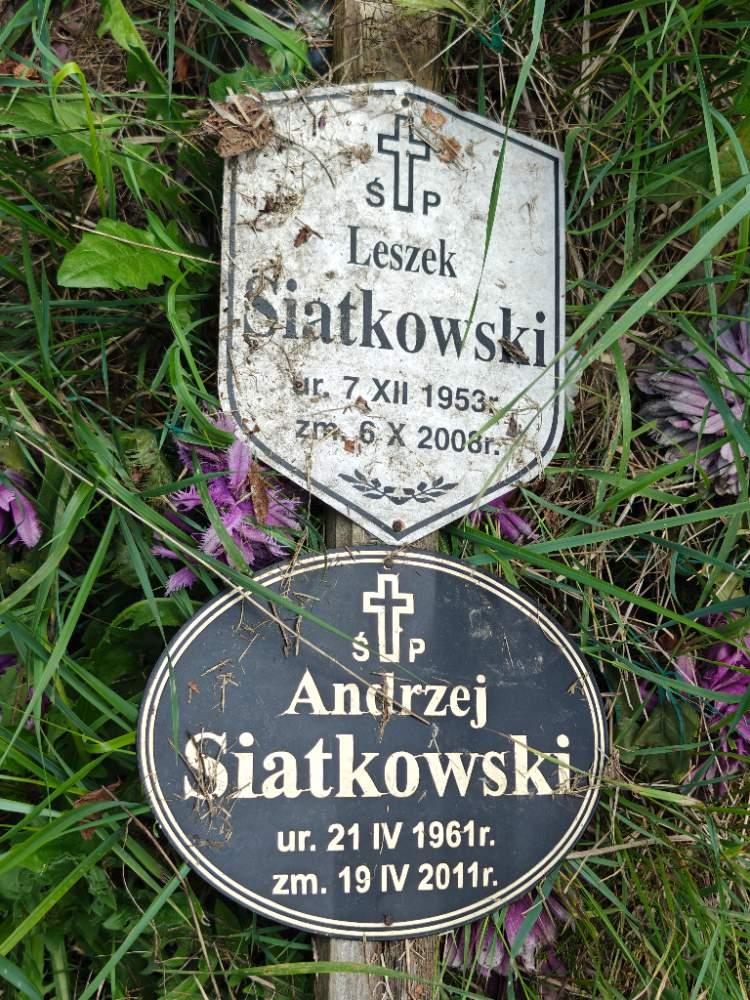 Ś P
Leszek
Siatkowski
ur. 7 XII 1953r.
zm. 6 X 2008r.
Ś P
Andrzej
Siatkowski
ur. 21 IV 1961r.
zm. 19 IV 2011r.